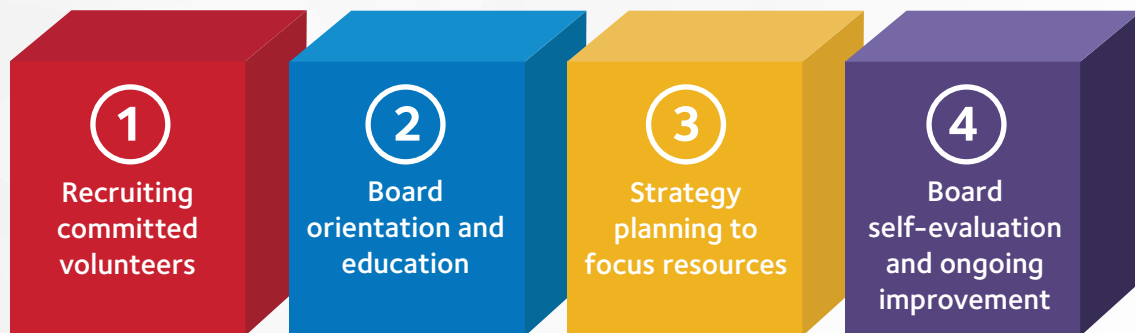 1
Recruiting
committed
volunteers
2
Board
orientation and
education
3
Strategy
planning to
focus resources
4
Board
self-evaluation
and ongoing
improvement